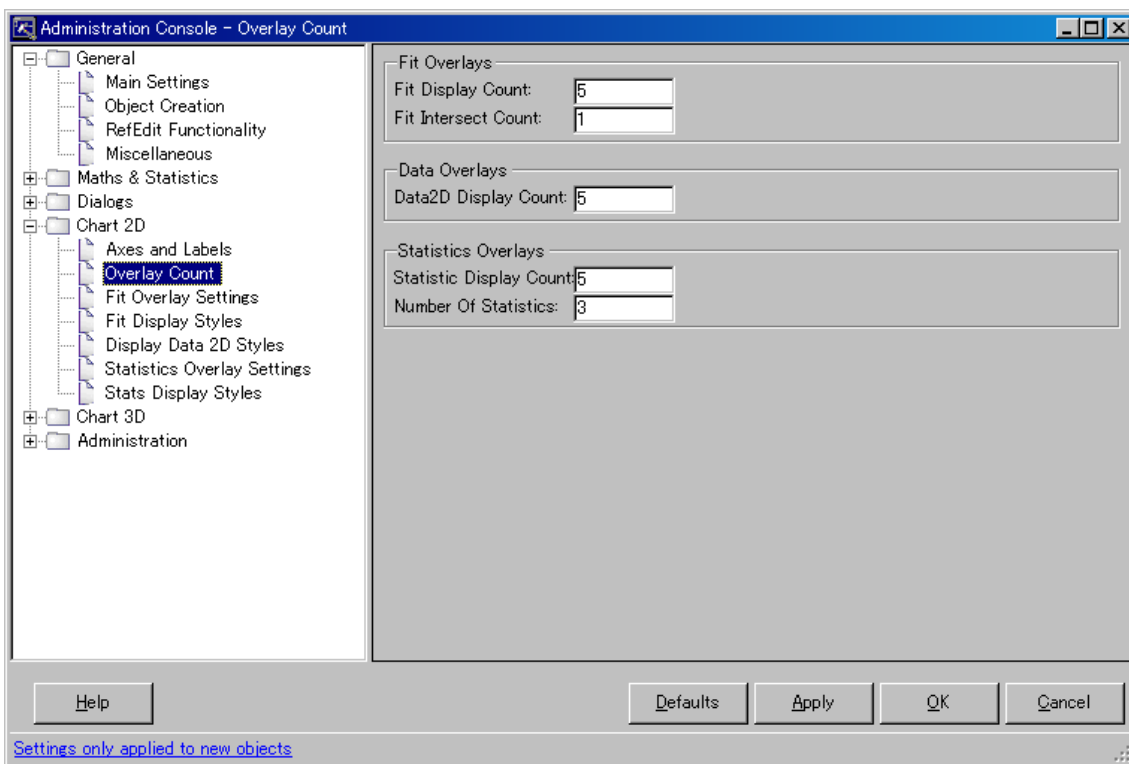 Administration Console - Overlay Count
General
Main Settings
Object Creation
RefEdit Functionality
Miscellaneous
Maths & Statistics
Dialogs
Chart 2D
Axes and Labels
Overlay Count
Fit Overlay Settings
Fit Display Styles
Display Data 2D Styles
Statistics Overlay Settings
Stats Display Styles
Chart 3D
Administration
Fit Overlays
Fit Display Count: 5
Fit Intersect Count: 1
Data Overlays
Data2D Display Count: 5
Statistics Overlays
Statistic Display Count: 5
Number Of Statistics: 3
Help
Defaults
Apply
OK
Cancel
Settings only applied to new objects